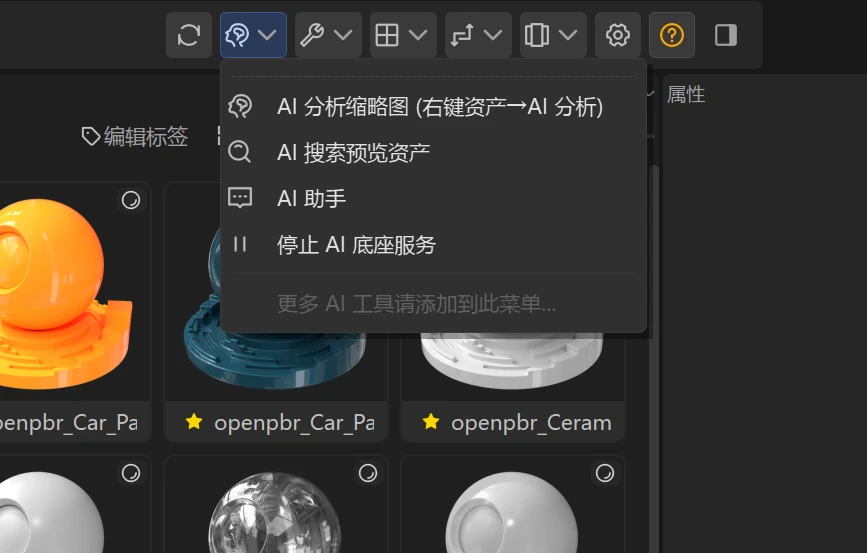 属性
AI 分析缩略图 (右键资产→AI 分析)
编辑标签
AI 搜索预览资产
AI 助手
停止 AI 底座服务
更多 AI 工具请添加到此菜单...
enpbr_Car_Pa
openpbr_Car_Pa
openpbr_Ceram